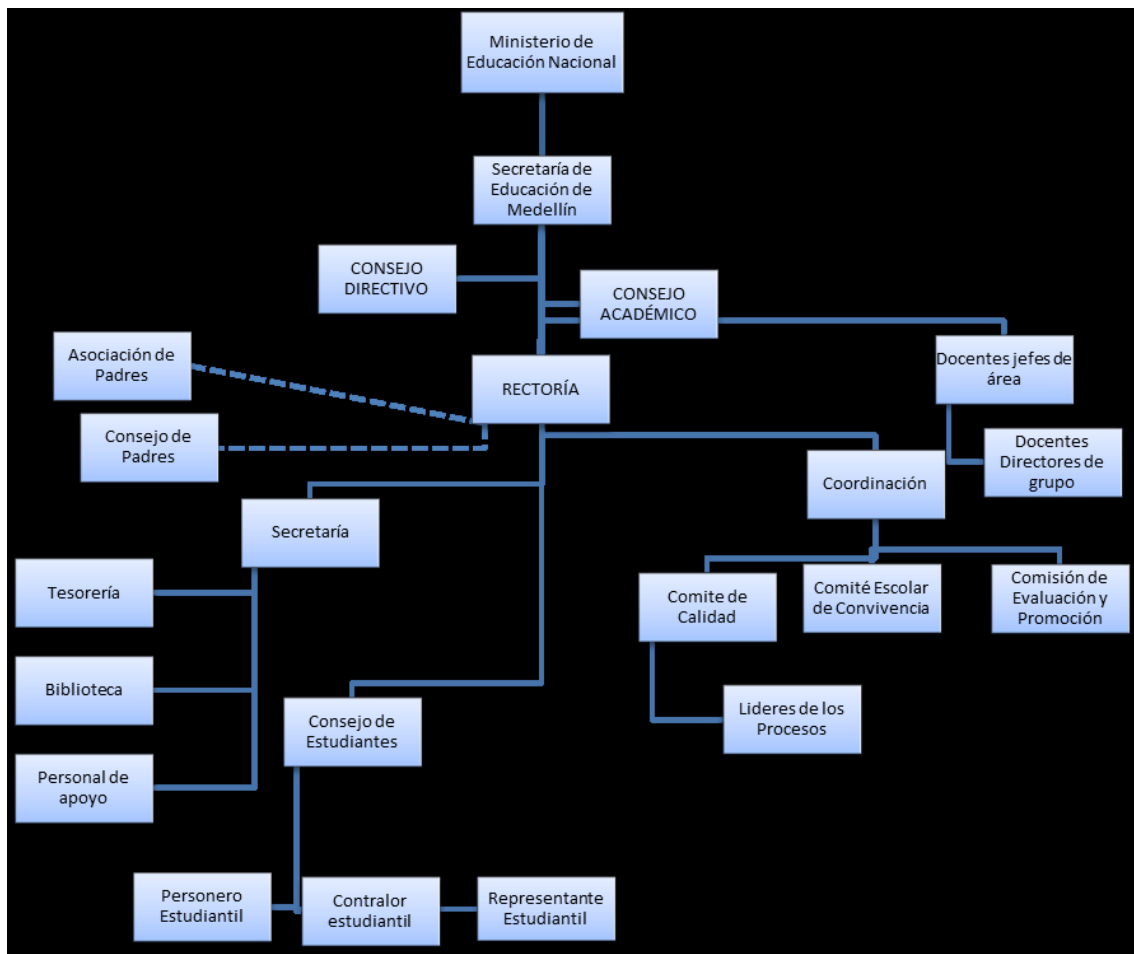 Ministerio de
Educación Nacional
Secretaría de
Educación de
Medellín
CONSEJO
DIRECTIVO
CONSEJO
ACADÉMICO
Asociación de
Padres
RECTORÍA
Docentes jefes de
área
Consejo de
Padres
Docentes
Directores de
grupo
Coordinación
Secretaría
Tesorería
Comite de
Calidad
Comité Escolar
de Convivencia
Comisión de
Evaluación y
Promoción
Biblioteca
Consejo de
Estudiantes
Lideres de los
Procesos
Personal de
apoyo
Personero
Estudiantil
Contralor
estudiantil
Representante
Estudiantil